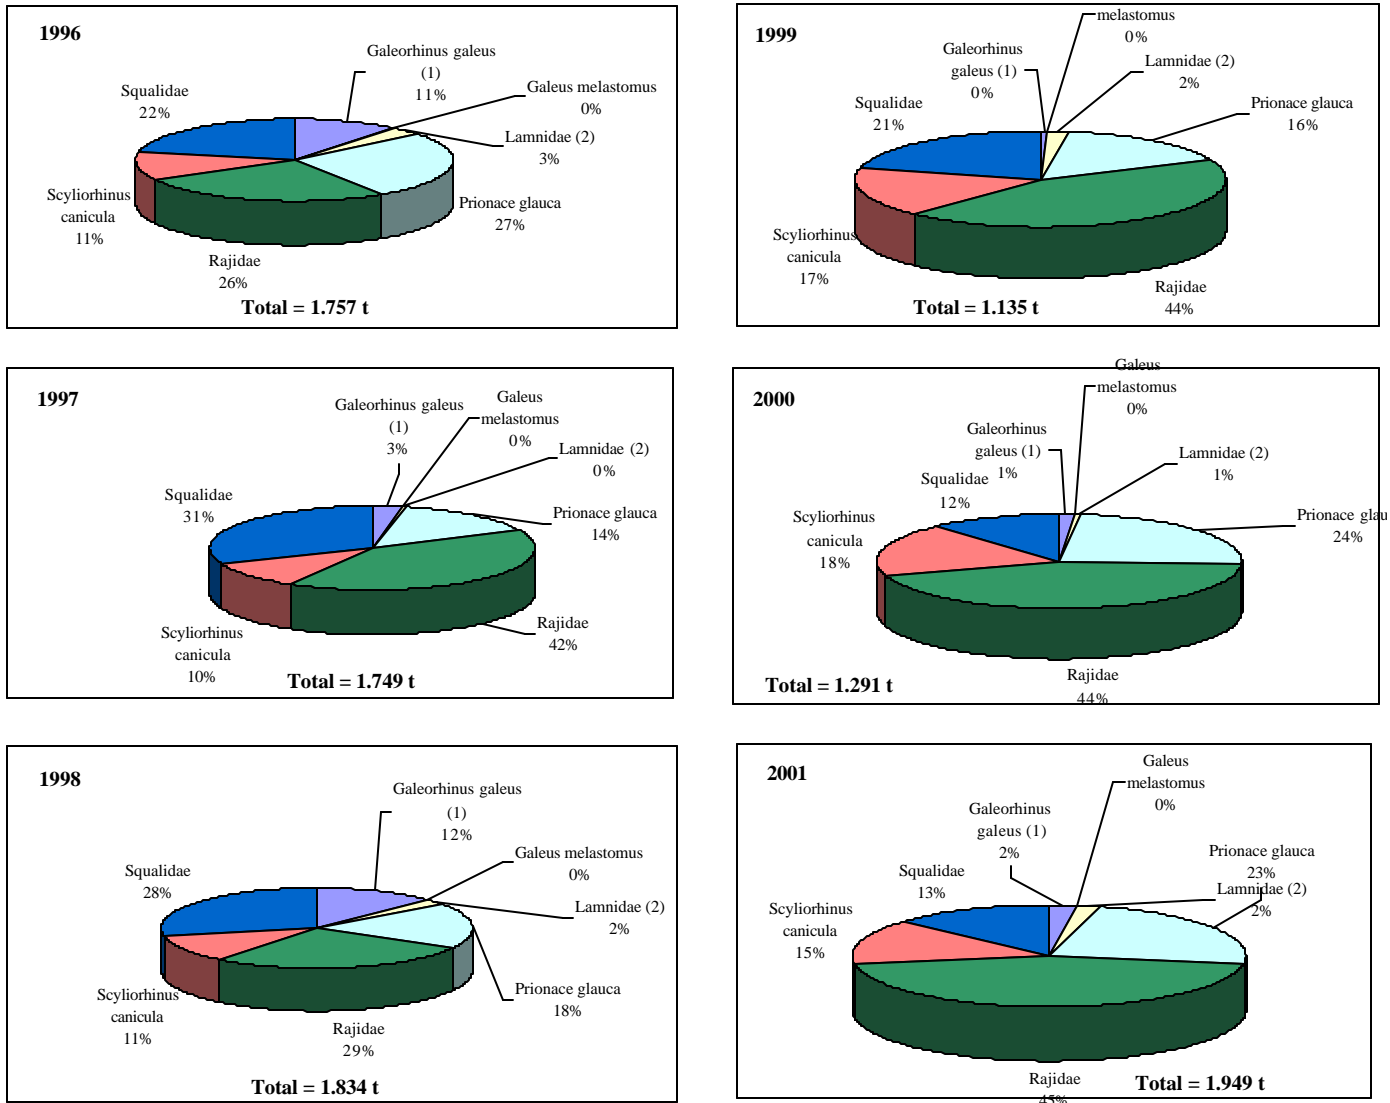 1996
Galeorhinus galeus
(1)
11%
Galeus melastomus
0%
Lamnidae (2)
3%
Prionace glauca
27%
Rajidae
26%
Scyliorhinus
canicula
11%
Squalidae
22%
Total = 1.757 t
1999
melastomus
0%
Galeorhinus
galeus (1)
0%
Lamnidae (2)
2%
Prionace glauca
16%
Squalidae
21%
Scyliorhinus
canicula
17%
Rajidae
44%
Total = 1.135 t
1997
Galeorhinus galeus
(1)
3%
Galeus
melastomus
0%
Lamnidae (2)
0%
Prionace glauca
14%
Squalidae
31%
Rajidae
42%
Scyliorhinus
canicula
10%
Total = 1.749 t
2000
Galeus
melastomus
0%
Galeorhinus
galeus (1)
1%
Lamnidae (2)
1%
Squalidae
12%
Prionace glau
24%
Scyliorhinus
canicula
18%
Rajidae
44%
Total = 1.291 t
1998
Galeorhinus galeus
(1)
12%
Galeus melastomus
0%
Lamnidae (2)
2%
Squalidae
28%
Prionace glauca
18%
Scyliorhinus
canicula
11%
Rajidae
29%
Total = 1.834 t
2001
Galeus
melastomus
0%
Galeorhinus
galeus (1)
2%
Prionace glauca
23%
Lamnidae (2)
2%
Squalidae
13%
Scyliorhinus
canicula
15%
Rajidae
45%
Total = 1.949 t